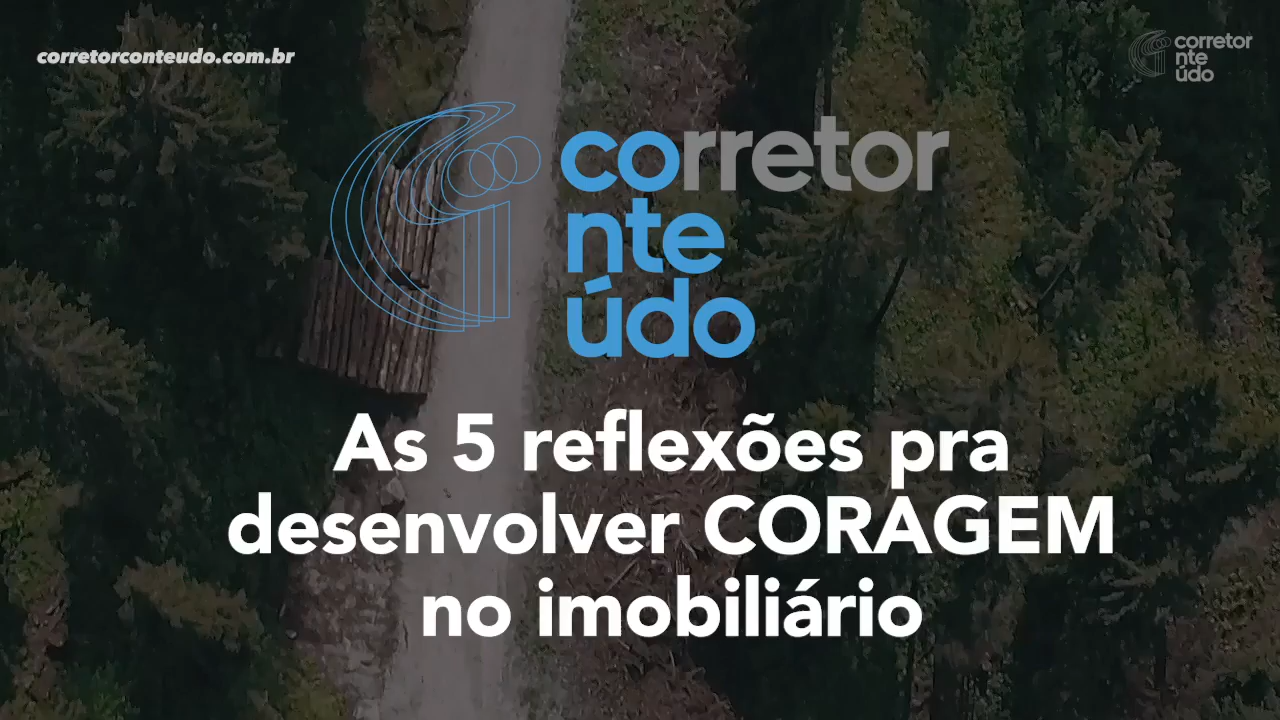 corretorconteudo.com.br
corretor
nte
údo
corretor
nte
údo
As 5 reflexões pra
desenvolver CORAGEM
no imobiliário